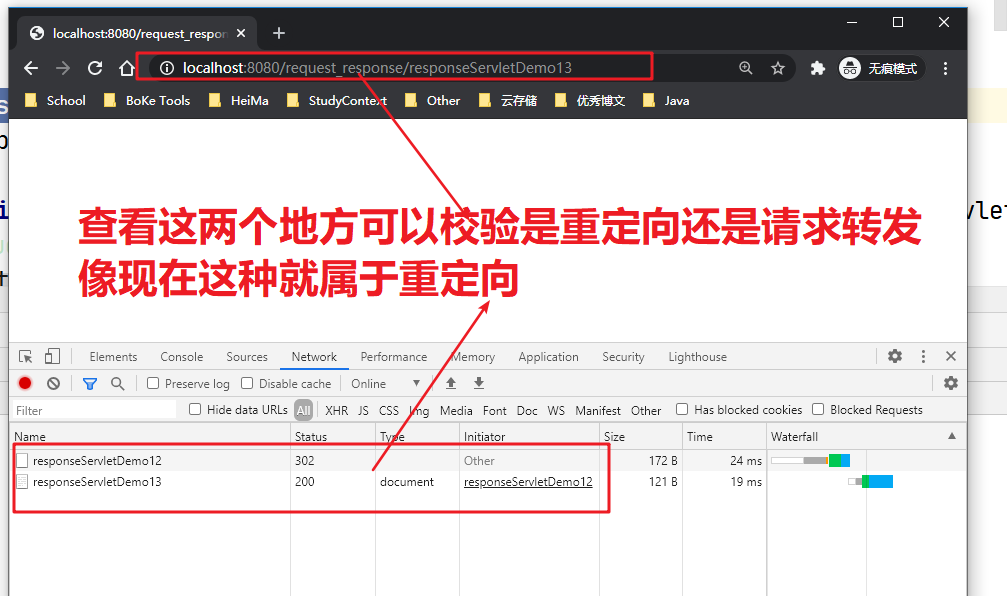 localhost:8080/request_respon
localhost:8080/request_response/responseServletDemo13
无痕模式
School BoKe Tools HeiMa StudyContext Other 云存储 优秀博文 Java
查看这两个地方可以校验是重定向还是请求转发
像现在这种就属于重定向
vlet
Elements Console Sources Network Performance Memory Application Security Lighthouse
Preserve log Disable cache Online
Filter Hide data URLs All XHR JS CSS Img Media Font Doc WS Manifest Other Has blocked cookies Blocked Requests
Name Status Type Initiator Size Time Waterfall
responseServletDemo12 302 Other 172 B 24 ms
responseServletDemo13 200 document responseServletDemo12 121 B 19 ms